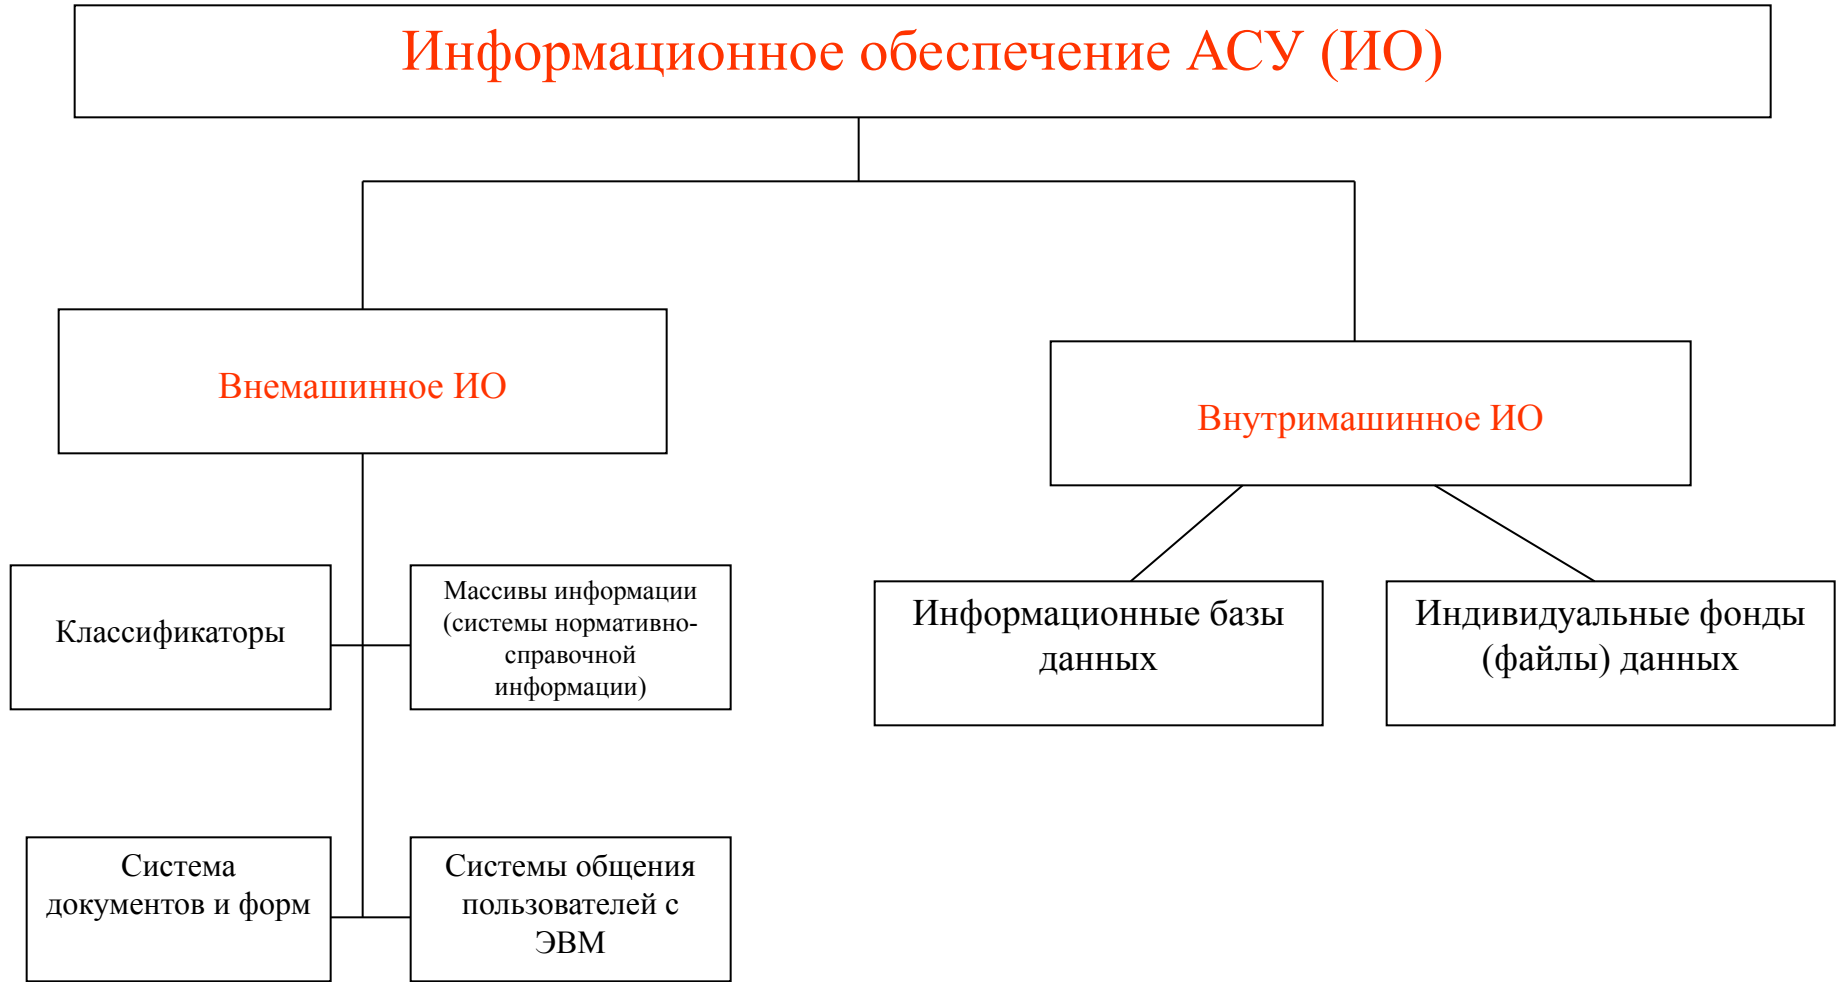 Информационное обеспечение АСУ (ИО)
Внемашинное ИО
Внутримашинное ИО
Классификаторы
Массивы информации
(системы нормативно-
справочной
информации)
Информационные базы
данных
Индивидуальные фонды
(файлы) данных
Система
документов и форм
Системы общения
пользователей с
ЭВМ